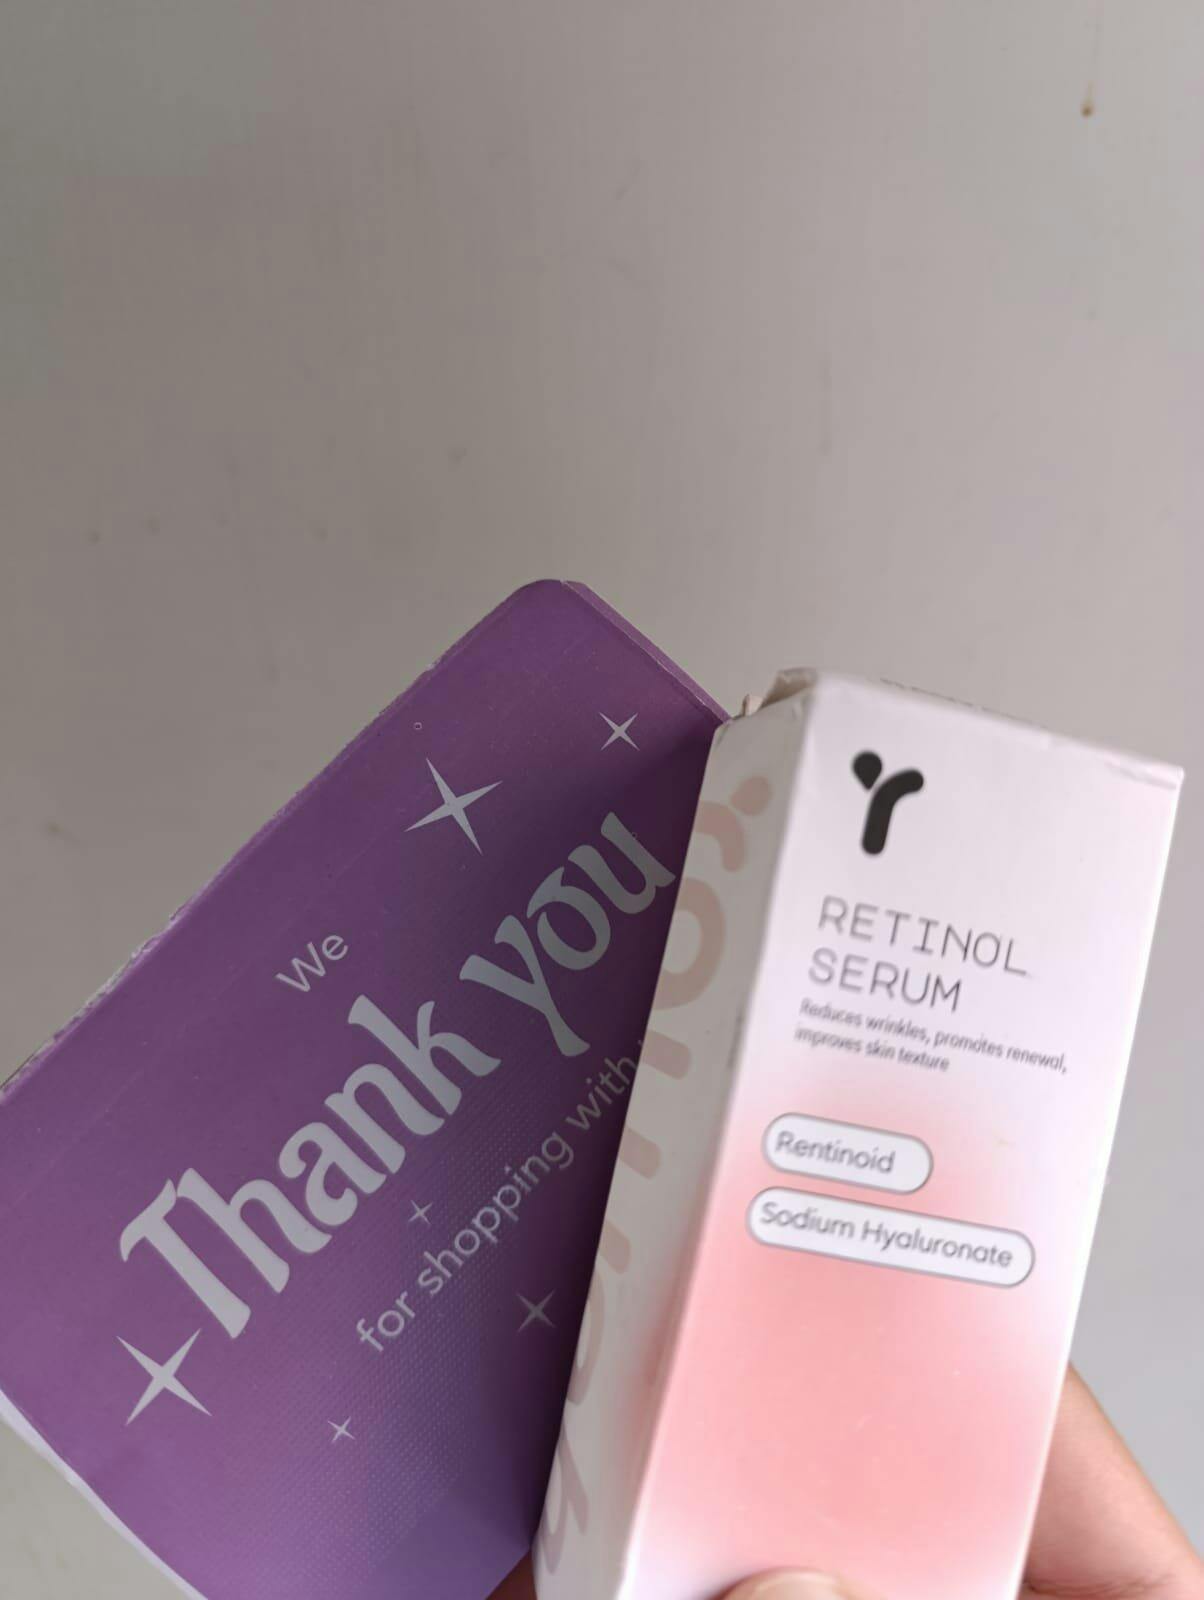 We
Thank you
for shopping with
RETINOL
SERUM
Reduces wrinkles, promotes renewal,
improves skin texture
Rentinoid
Sodium Hyaluronate